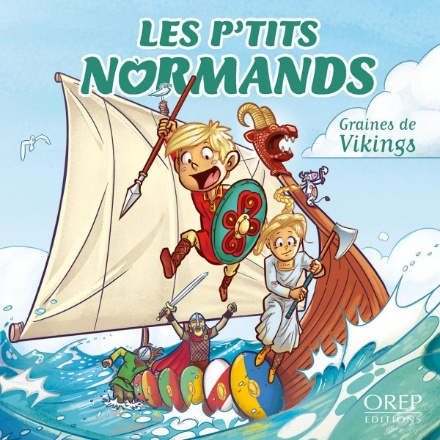 LES P'TITS
NORMANDS
Graines de
Vikings
OREP
EDITIONS